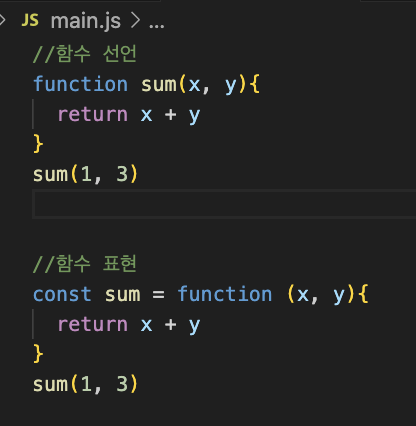 JS main.js > ...
//함수 선언
function sum(x, y){
  return x + y
}
sum(1, 3)
//함수 표현
const sum = function (x, y){
  return x + y
}
sum(1, 3)